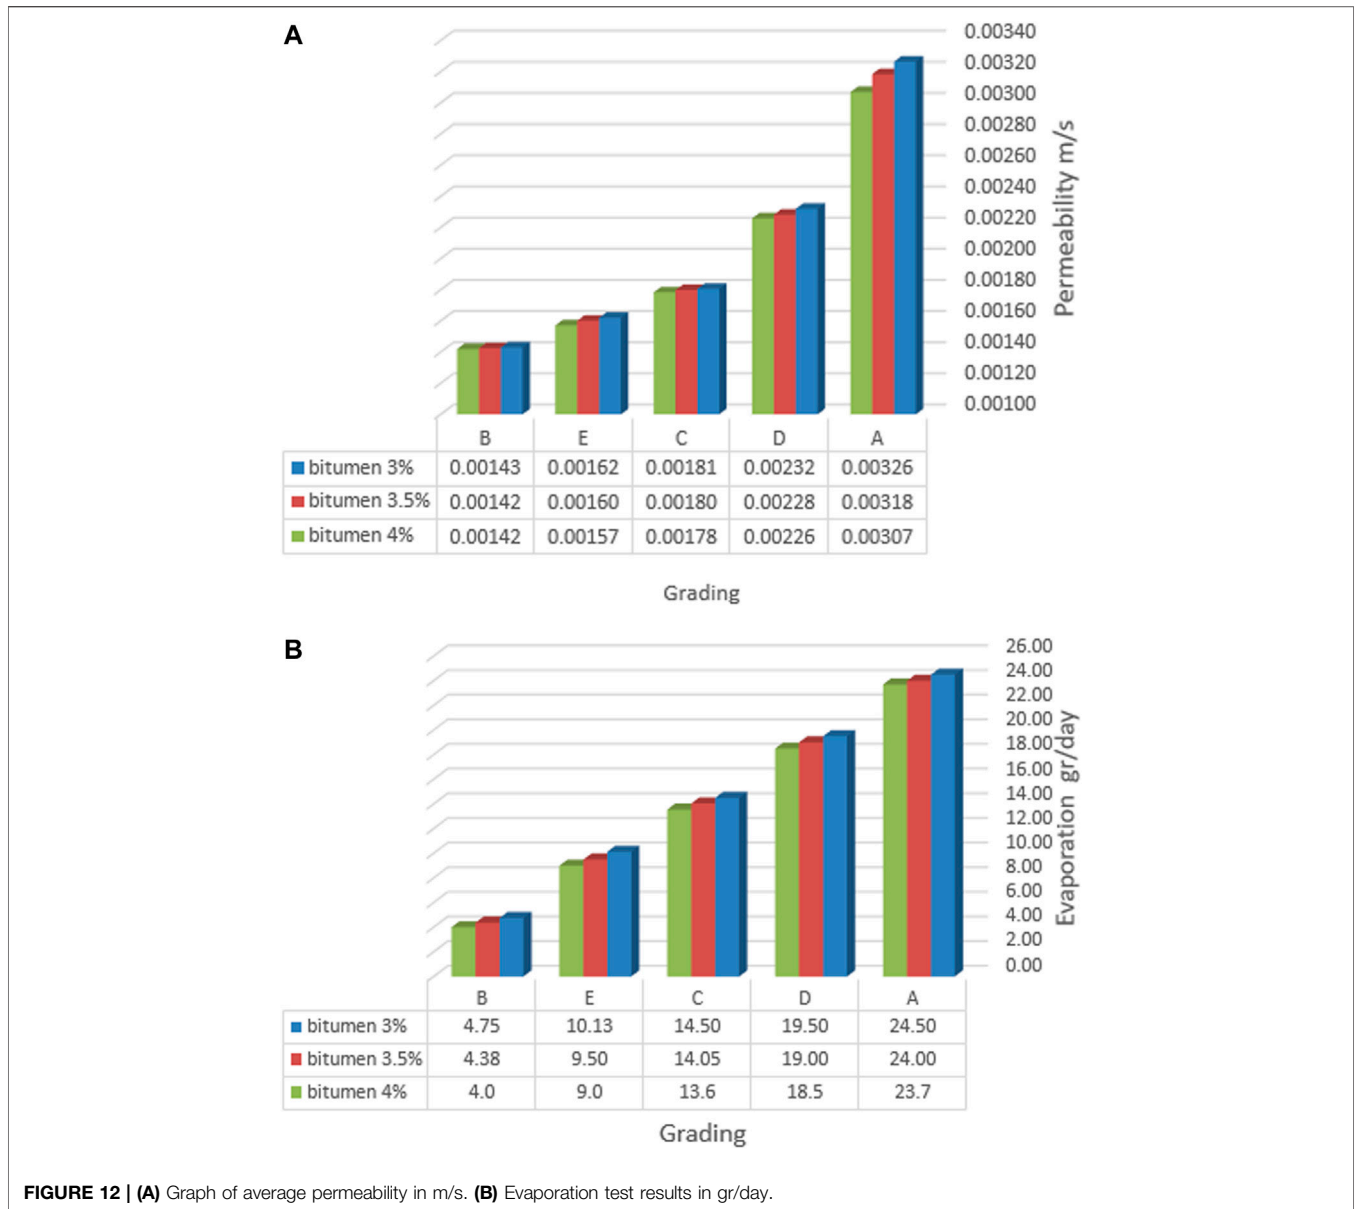 A
0.00340
0.00320
0.00300
0.00280
0.00260
0.00240
0.00220
0.00200
0.00180
0.00160
0.00140
0.00120
0.00100
Permeability m/s
B E C D A
bitumen 3% 0.00143 0.00162 0.00181 0.00232 0.00326
bitumen 3.5% 0.00142 0.00160 0.00180 0.00228 0.00318
bitumen 4% 0.00142 0.00157 0.00178 0.00226 0.00307
Grading
B
26.00
24.00
22.00
20.00
18.00
16.00
14.00
12.00
10.00
8.00
6.00
4.00
2.00
0.00
Evaporation gr/day
B E C D A
bitumen 3% 4.75 10.13 14.50 19.50 24.50
bitumen 3.5% 4.38 9.50 14.05 19.00 24.00
bitumen 4% 4.0 9.0 13.6 18.5 23.7
Grading
FIGURE 12 | (A) Graph of average permeability in m/s. (B) Evaporation test results in gr/day.